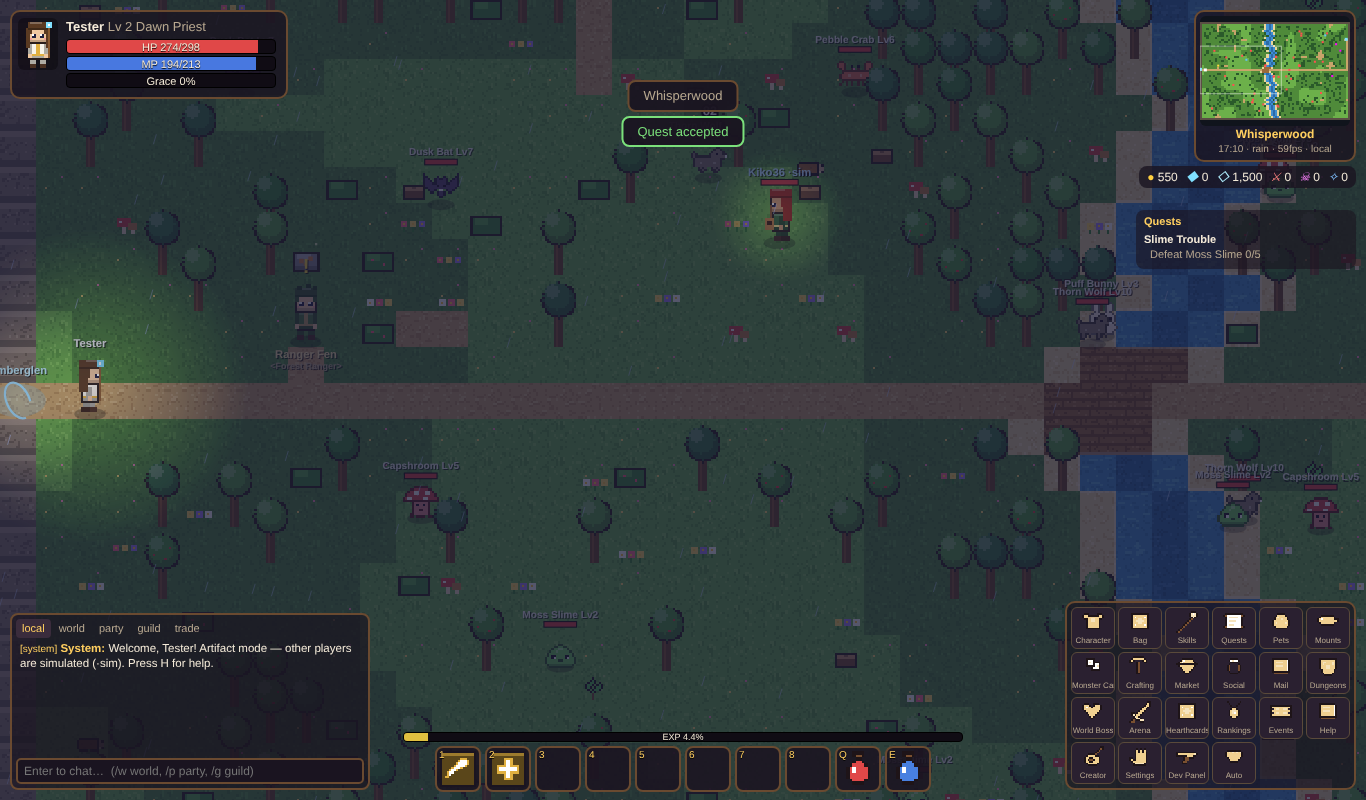 Tester Lv 2 Dawn Priest
HP 274/298
MP 194/213
Grace 0%
Whisperwood
Quest accepted
Pebble Crab Lv6
Dusk Bat Lv7
Kiko36 ·sim
Whisperwood
17:10 · rain · 59fps · local
550 0 1,500 0 0 0
Quests
Slime Trouble
Defeat Moss Slime 0/5
Puff Bunny Lv3
Thorn Wolf Lv10
Tester
mberglen
Ranger Fen
<Forest Ranger>
Capshroom Lv5
Thorn Wolf Lv10
Moss Slime Lv2
Capshroom Lv5
Moss Slime Lv2
local world party guild trade
[system] System: Welcome, Tester! Artifact mode — other players
are simulated (·sim). Press H for help.
Enter to chat… (/w world, /p party, /g guild)
EXP 4.4%
1 2 3 4 5 6 7 8 Q E
Lv2
Character Bag Skills Quests Pets Mounts
Monster Ca Crafting Market Social Mail Dungeons
World Boss Arena Hearthcards Rankings Events Help
Creator Settings Dev Panel Auto